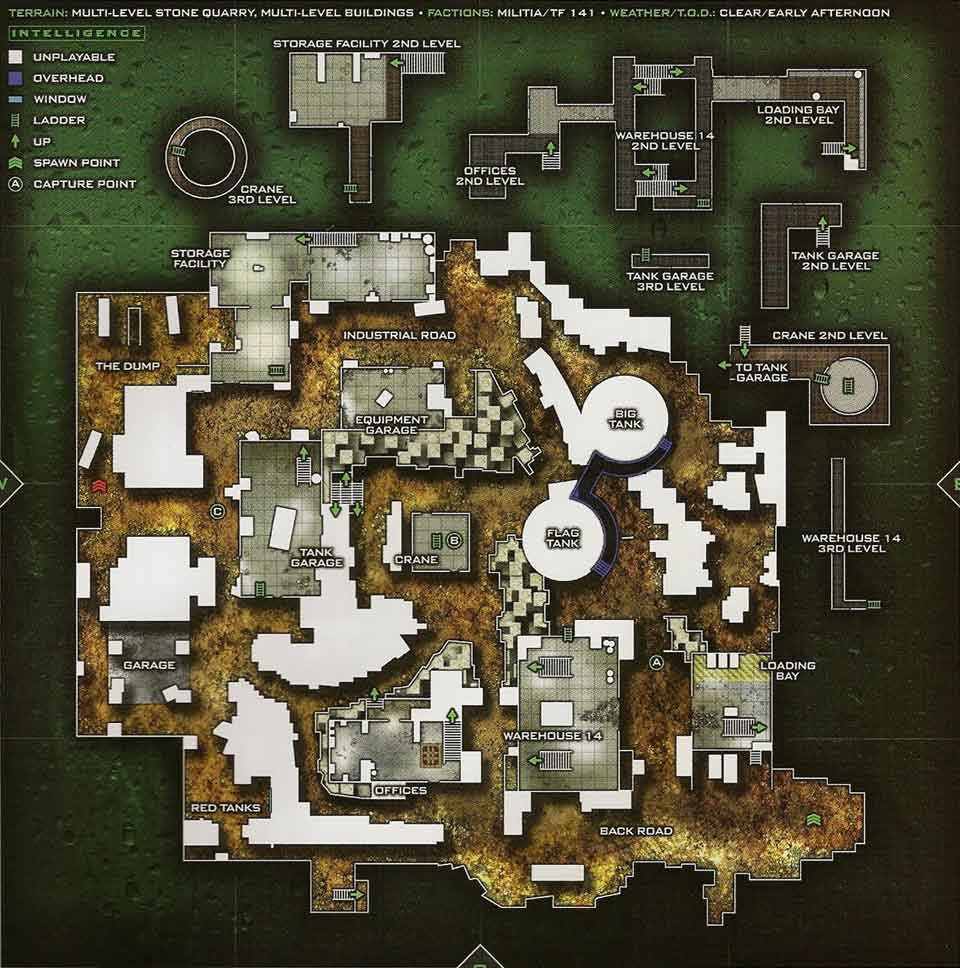 TERRAIN: MULTI-LEVEL STONE QUARRY, MULTI-LEVEL BUILDINGS • FACTIONS: MILITIA/TF 141 • WEATHER/T.O.D.: CLEAR/EARLY AFTERNOON
INTELLIGENCE
UNPLAYABLE
OVERHEAD
WINDOW
LADDER
UP
SPAWN POINT
A CAPTURE POINT
STORAGE FACILITY 2ND LEVEL
CRANE
3RD LEVEL
OFFICES
2ND LEVEL
WAREHOUSE 14
2ND LEVEL
LOADING BAY
2ND LEVEL
TANK GARAGE
2ND LEVEL
TANK GARAGE
3RD LEVEL
CRANE 2ND LEVEL
TO TANK
GARAGE
WAREHOUSE 14
3RD LEVEL
STORAGE
FACILITY
INDUSTRIAL ROAD
THE DUMP
EQUIPMENT
GARAGE
BIG
TANK
C
TANK
GARAGE
CRANE
B
FLAG
TANK
GARAGE
A
LOADING
BAY
WAREHOUSE 14
OFFICES
RED TANKS
BACK ROAD